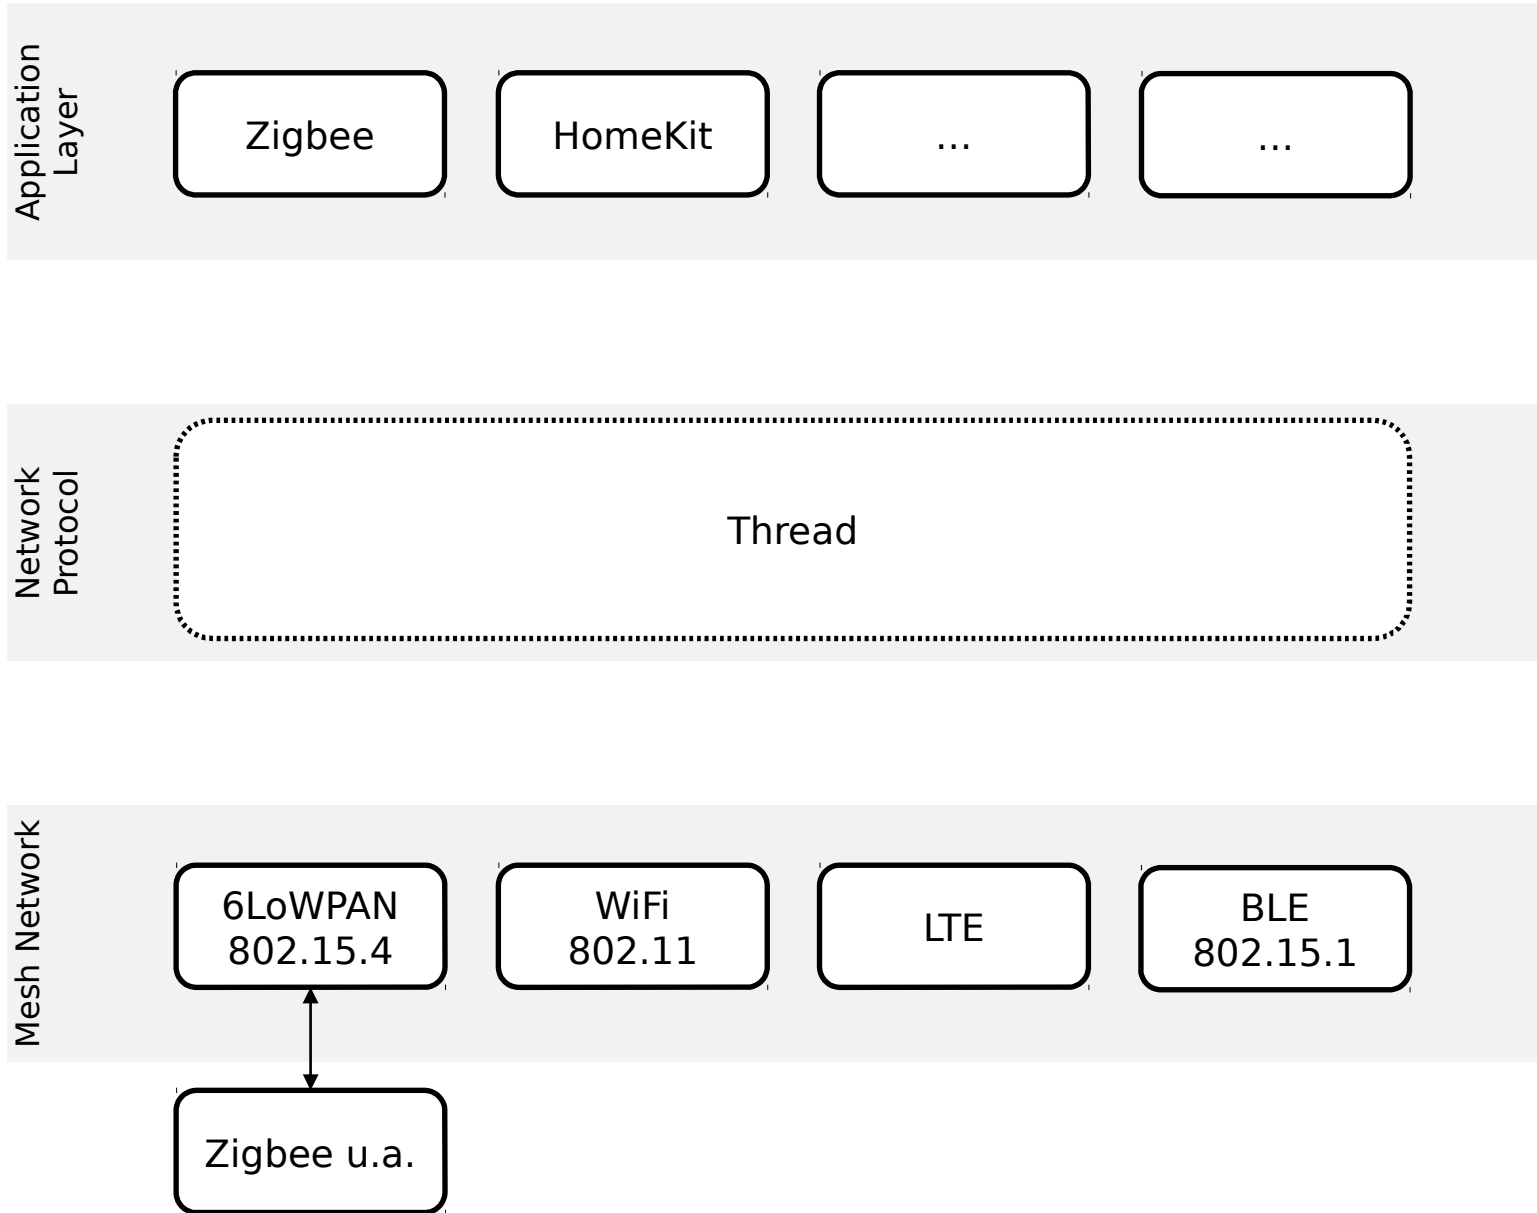 Application
Layer
Zigbee
HomeKit
...
...
Network
Protocol
Thread
Mesh Network
6LoWPAN
802.15.4
WiFi
802.11
LTE
BLE
802.15.1
Zigbee u.a.